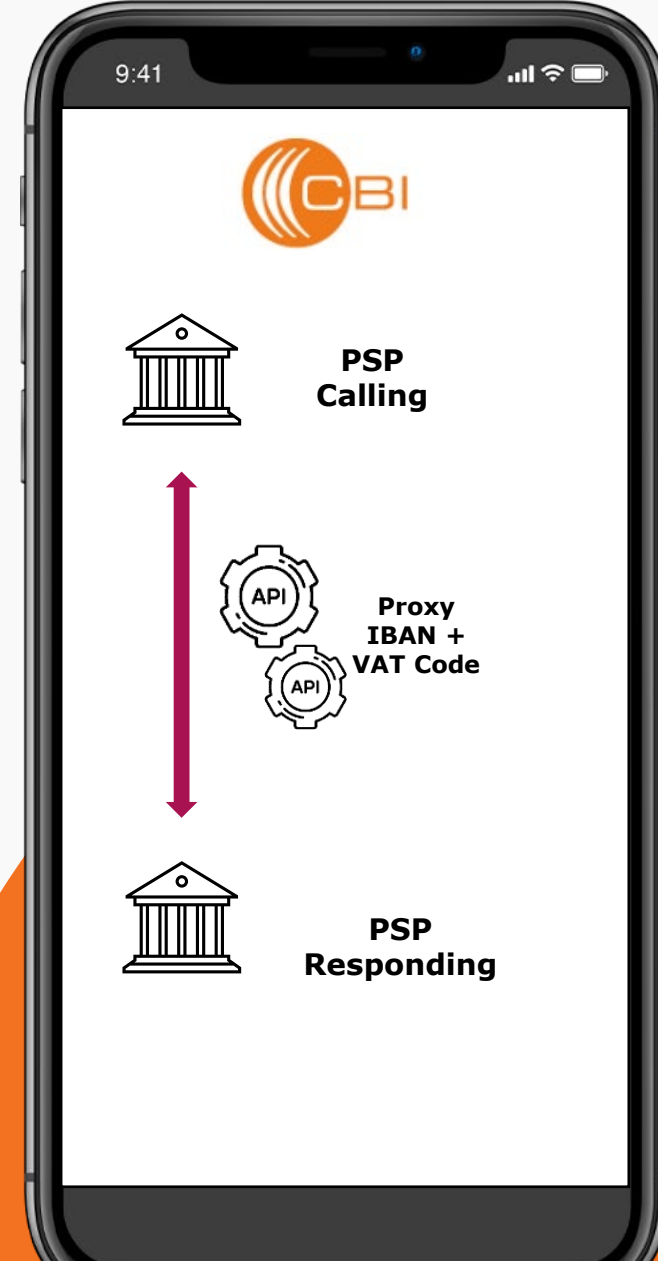 9:41
CBI
PSP
Calling
API
Proxy
IBAN +
VAT Code
API
PSP
Responding